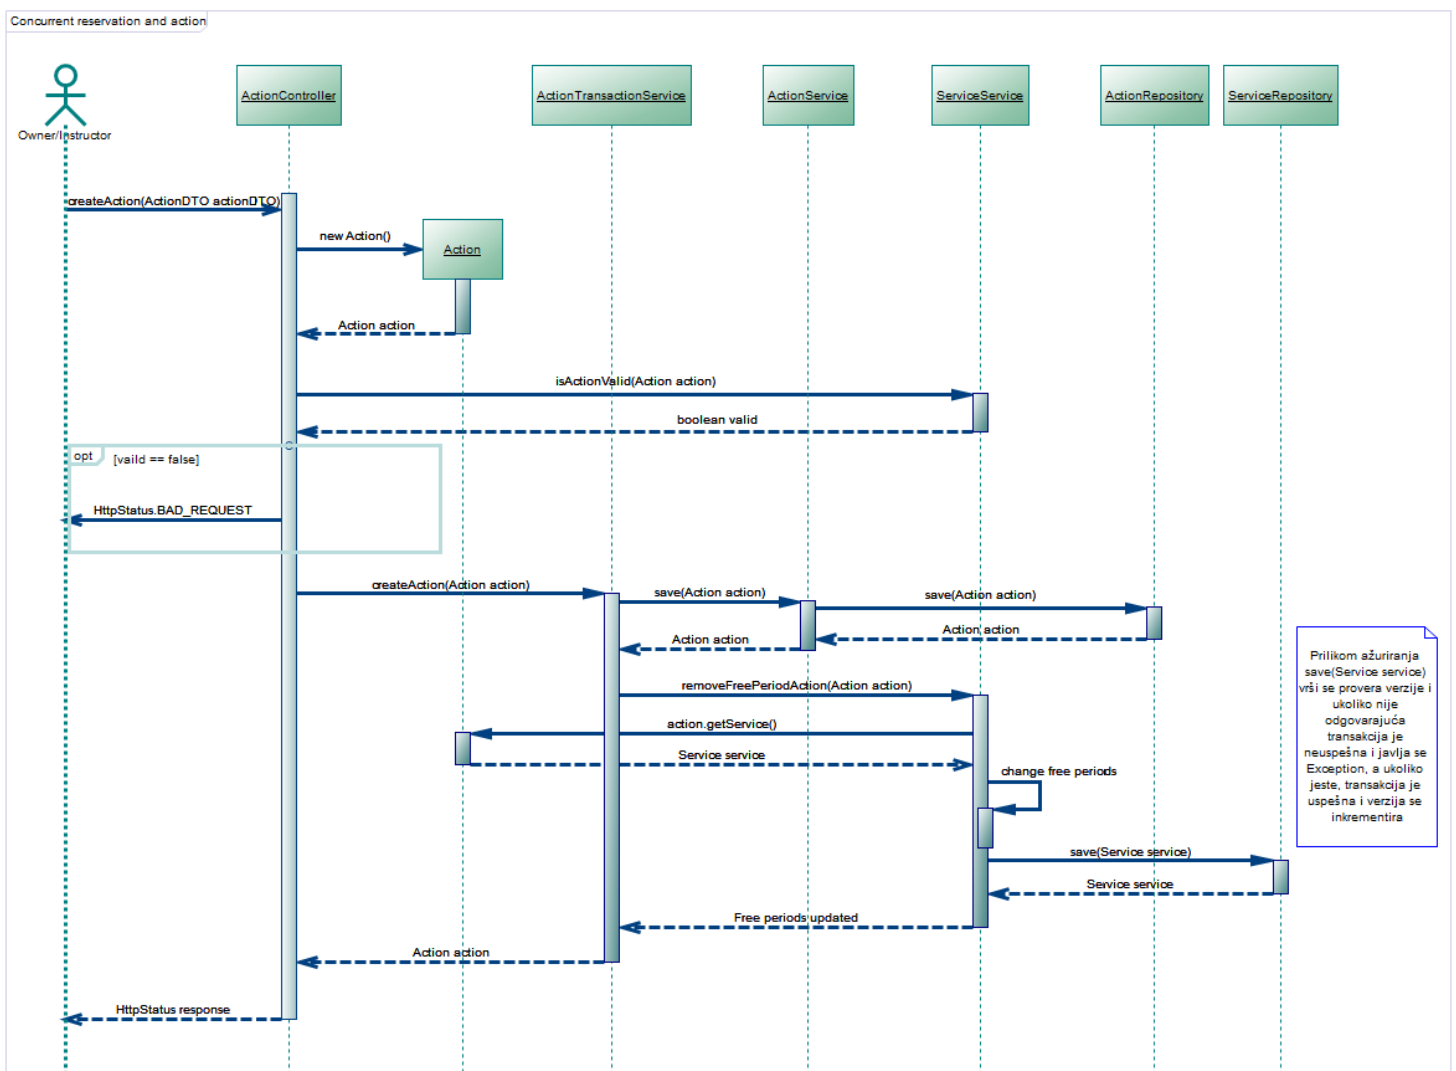 Concurrent reservation and action
Owner/Instructor
ActionController
ActionTransactionService
ActionService
ServiceService
ActionRepository
ServiceRepository
createAction(ActionDTO actionDTO)
new Action()
Action
Action action
isActionValid(Action action)
boolean valid
opt
[vaild == false]
HttpStatus.BAD_REQUEST
createAction(Action action)
save(Action action)
save(Action action)
Action action
Action action
removeFreePeriodAction(Action action)
action.getService()
Service service
change free periods
save(Service service)
Service service
Free periods updated
Action action
HttpStatus response
Prilikom ažuriranja
save(Service service)
vrši se provera verzije i
ukoliko nije
odgovarajuća
transakcija je
neuspešna i javlja se
Exception, a ukoliko
jeste, transakcija je
uspešna i verzija se
inkrementira